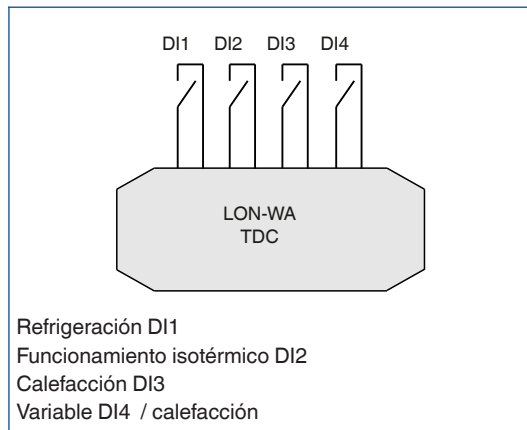 DI1 DI2 DI3 DI4
LON-WA
TDC
Refrigeración DI1
Funcionamiento isotérmico DI2
Calefacción DI3
Variable DI4 / calefacción